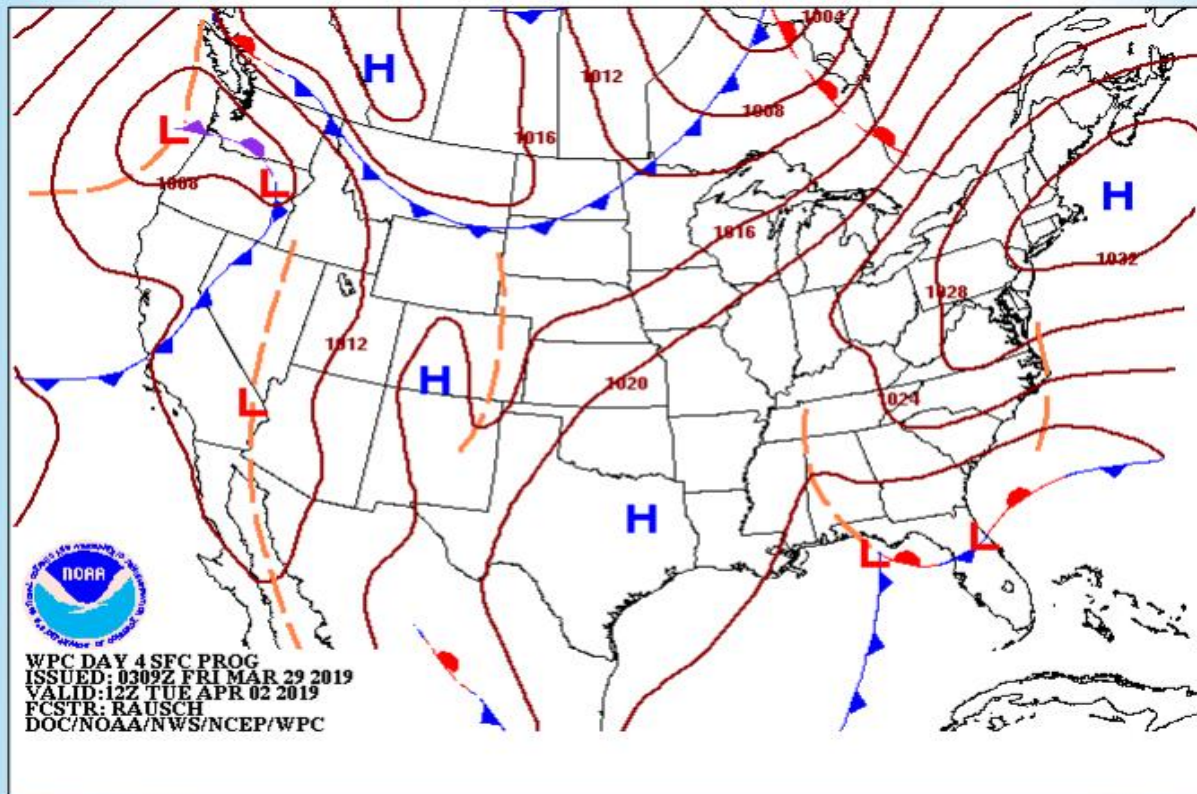 1004
H
1012
1008
1016
L
1008
L
H
1016
1032
1028
1012
H
1020
L
1024
H
L
L
NOAA
WPC DAY 4 SFC PROG
ISSUED: 0309Z FRI MAR 29 2019
VALID:12Z TUE APR 02 2019
FCSTR: RAUSCH
DOC/NOAA/NWS/NCEP/WPC